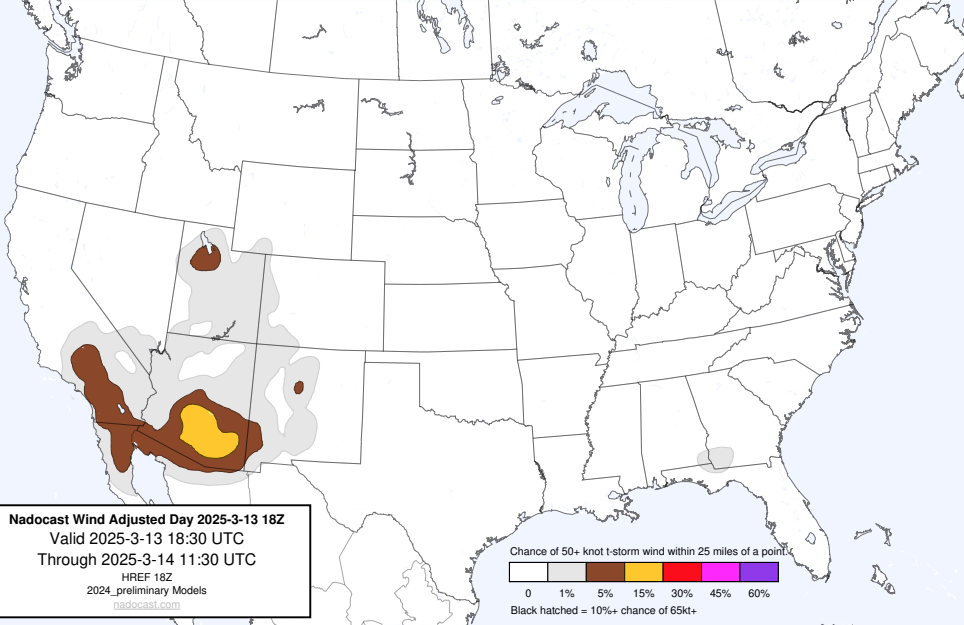 Nadocast Wind Adjusted Day 2025-3-13 18Z
Valid 2025-3-13 18:30 UTC
Through 2025-3-14 11:30 UTC
HREF 18Z
2024_preliminary Models
nadocast.com
Chance of 50+ knot t-storm wind within 25 miles of a point.
0 1% 5% 15% 30% 45% 60%
Black hatched = 10%+ chance of 65kt+